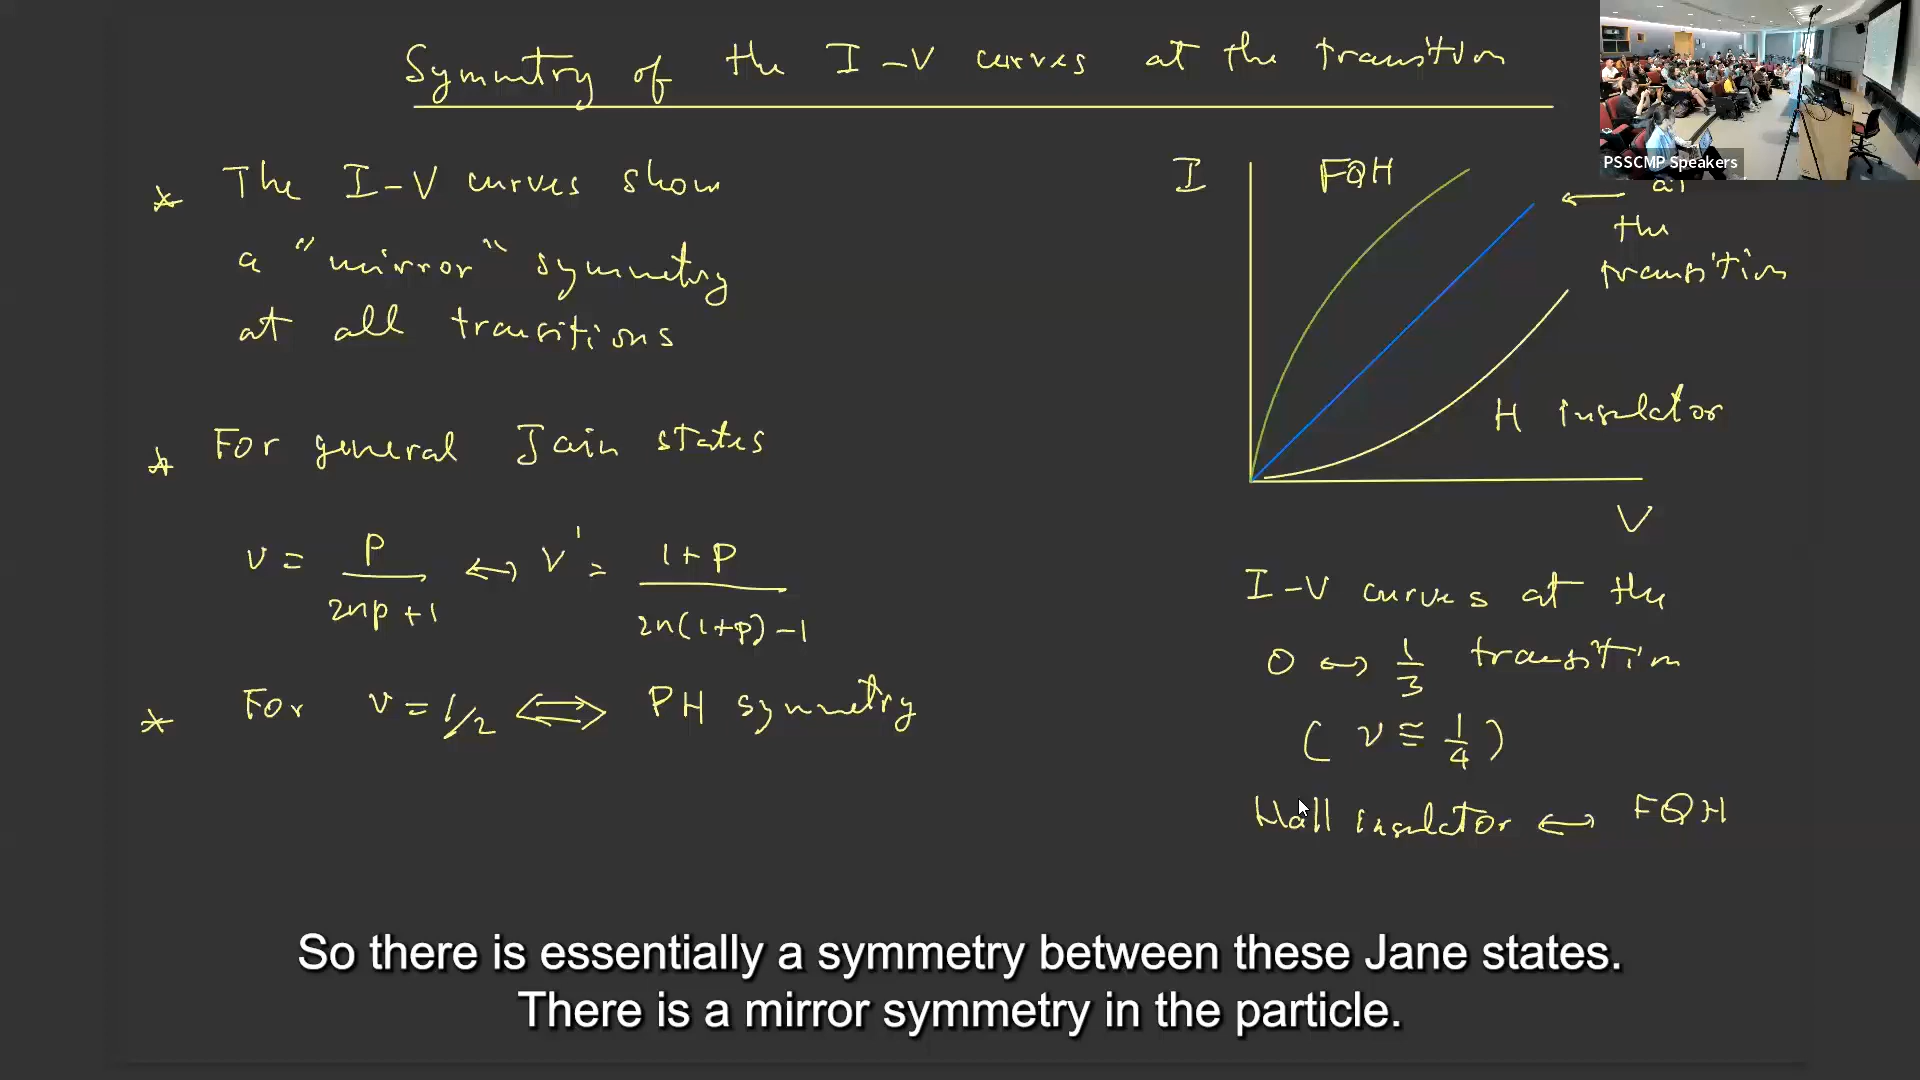 Symmetry of the I-V curves at the transition
PSSCMP Speakers
* The I-V curves show
a "mirror" symmetry
at all transitions
I
FQH
← at
the
transition
H insulator
V
* For general Jain states
ν = p/(2np+1) ↔ ν' = (1+p)/(2n(1+p)-1)
* For ν = 1/2 ⟺ PH symmetry
I-V curves at the
0 ↔ 1/3 transition
(ν ≅ 1/4)
Hall insulator ↔ FQH
So there is essentially a symmetry between these Jane states.
There is a mirror symmetry in the particle.